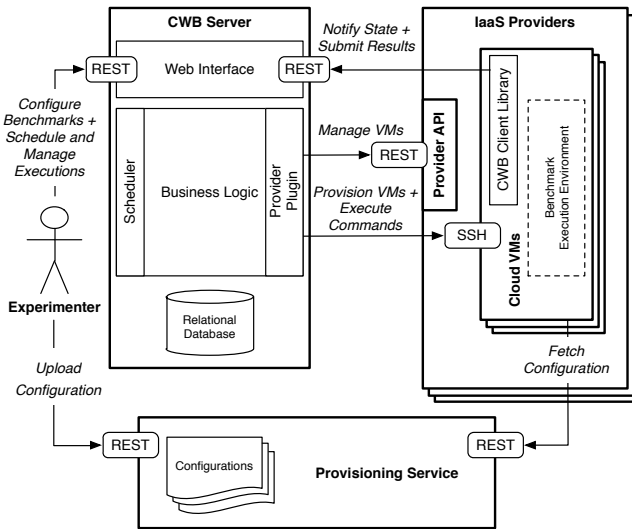 CWB Server
IaaS Providers
Notify State +
Submit Results
REST
Web Interface
REST
Configure
Benchmarks +
Schedule and
Manage
Executions
Scheduler
Business Logic
Provider
Plugin
Manage VMs
REST
Provider API
CWB Client Library
Benchmark
Execution Environment
Provision VMs +
Execute
Commands
SSH
Cloud VMs
Experimenter
Relational
Database
Upload
Configuration
Fetch
Configuration
REST
Configurations
Provisioning Service
REST